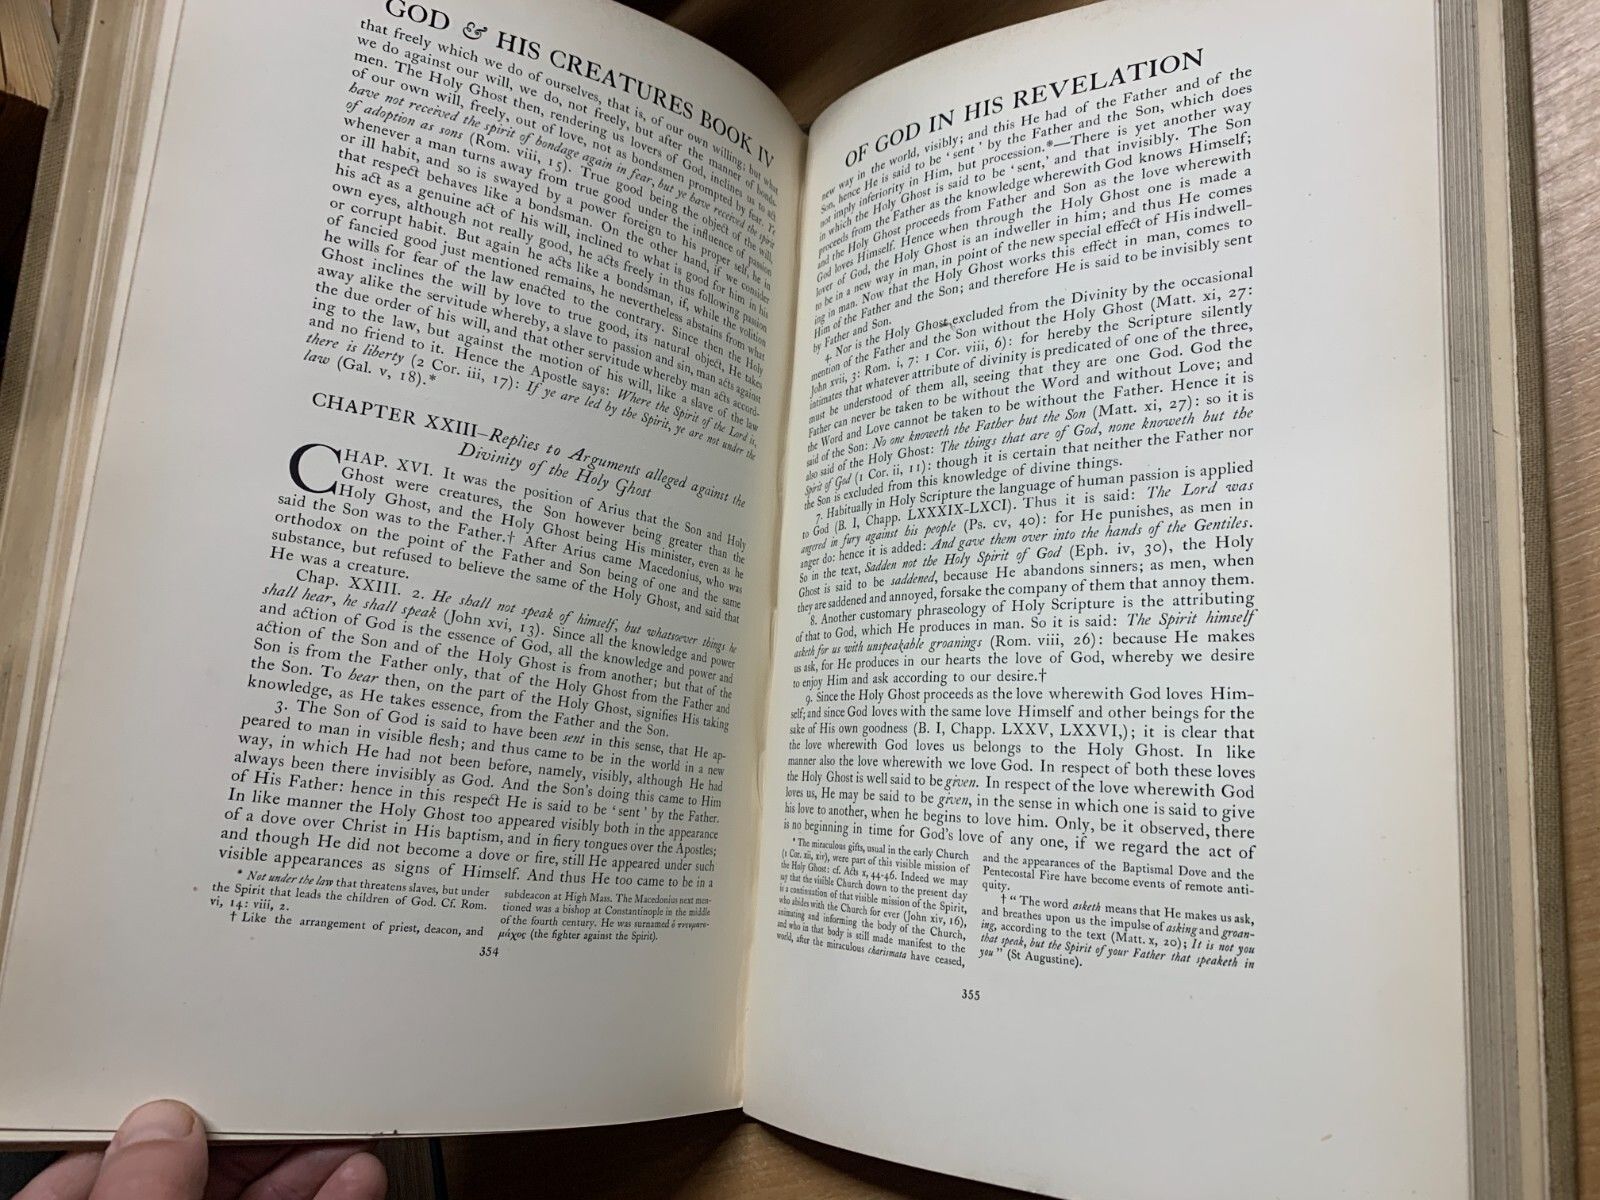 GOD & HIS CREATURES BOOK IV
that freely which we do of ourselves, that is, of our own willing; but what
we do against our will, we do, not freely, but after the manner of bonds-
men. The Holy Ghost then, rendering us lovers of God, inclines us to act
of our own will, freely, out of love, not as bondsmen prompted by fear. Ye
have not received the spirit of bondage again in fear, but ye have received the spirit
of adoption as sons (Rom. viii, 15). True good being the object of the will,
whenever a man turns away from true good under the influence of passion
or ill habit, and so is swayed by a power foreign to his proper self, he in
that respect behaves like a bondsman. On the other hand, if we consider
his act as a genuine act of his will, inclined to what is good for him in his
own eyes, although not really good, he acts freely in thus following passion
or corrupt habit. But again he acts like a bondsman, if, while the volition
of fancied good just mentioned remains, he nevertheless abstains from what
he wills for fear of the law enacted to the contrary. Since then the Holy
Ghost inclines the will by love to true good, its natural object, He takes
away alike the servitude whereby, a slave to passion and sin, man acts against
the due order of his will, and that other servitude whereby man acts accord-
ing to the law, but against the motion of his will, like a slave of the law
and no friend to it. Hence the Apostle says: Where the Spirit of the Lord is,
there is liberty (2 Cor. iii, 17): If ye are led by the Spirit, ye are not under the
law (Gal. v, 18).*
CHAPTER XXIII—Replies to Arguments alleged against the
Divinity of the Holy Ghost
CHAP. XVI. It was the position of Arius that the Son and Holy
Ghost were creatures, the Son however being greater than the
Holy Ghost, and the Holy Ghost being His minister, even as he
said the Son was to the Father.† After Arius came Macedonius, who was
orthodox on the point of the Father and Son being of one and the same
substance, but refused to believe the same of the Holy Ghost, and said that
He was a creature.
Chap. XXIII. 2. He shall not speak of himself, but whatsoever things he
shall hear, he shall speak (John xvi, 13). Since all the knowledge and power
and action of God is the essence of God, all the knowledge and power and
action of the Son and of the Holy Ghost is from another; but that of the
Son is from the Father only, that of the Holy Ghost from the Father and
the Son. To hear then, on the part of the Holy Ghost, signifies His taking
knowledge, as He takes essence, from the Father and the Son.
3. The Son of God is said to have been sent in this sense, that He ap-
peared to man in visible flesh; and thus came to be in the world in a new
way, in which He had not been before, namely, visibly, although He had
always been there invisibly as God. And the Son's doing this came to Him
of His Father: hence in this respect He is said to be ‘sent’ by the Father.
In like manner the Holy Ghost too appeared visibly both in the appearance
of a dove over Christ in His baptism, and in fiery tongues over the Apostles;
and though He did not become a dove or fire, still He appeared under such
visible appearances as signs of Himself. And thus He too came to be in a
* Not under the law that threatens slaves, but under
the Spirit that leads the children of God. Cf. Rom.
vi, 14: viii, 2.
† Like the arrangement of priest, deacon, and
subdeacon at High Mass. The Macedonius next men-
tioned was a bishop at Constantinople in the middle
of the fourth century. He was surnamed ὁ πνευματο-
μάχος (the fighter against the Spirit).
354
OF GOD IN HIS REVELATION
new way in the world, visibly; and this He had of the Father and of the
Son, hence He is said to be ‘sent’ by the Father and the Son, which does
not imply inferiority in Him, but procession.*—There is yet another way
in which the Holy Ghost is said to be ‘sent,’ and that invisibly. The Son
proceeds from the Father as the knowledge wherewith God knows Himself;
and the Holy Ghost proceeds from Father and Son as the love wherewith
God loves Himself. Hence when through the Holy Ghost one is made a
lover of God, the Holy Ghost is an indweller in him; and thus He comes
to be in a new way in man, in point of the new special effect of His indwell-
ing in man. Now that the Holy Ghost works this effect in man, comes to
Him of the Father and the Son; and therefore He is said to be invisibly sent
by Father and Son.
4. Nor is the Holy Ghost excluded from the Divinity by the occasional
mention of the Father and the Son without the Holy Ghost (Matt. xi, 27:
John xvii, 3: Rom. i, 7: 1 Cor. viii, 6): for hereby the Scripture silently
intimates that whatever attribute of divinity is predicated of one of the three,
must be understood of them all, seeing that they are one God. God the
Father can never be taken to be without the Word and without Love; and
the Word and Love cannot be taken to be without the Father. Hence it is
said of the Son: No one knoweth the Father but the Son (Matt. xi, 27): so it is
also said of the Holy Ghost: The things that are of God, none knoweth but the
Spirit of God (1 Cor. ii, 11): though it is certain that neither the Father nor
the Son is excluded from this knowledge of divine things.
7. Habitually in Holy Scripture the language of human passion is applied
to God (B. I, Chapp. LXXXIX-LXCI). Thus it is said: The Lord was
angered in fury against his people (Ps. cv, 40): for He punishes, as men in
anger do: hence it is added: And gave them over into the hands of the Gentiles.
So in the text, Sadden not the Holy Spirit of God (Eph. iv, 30), the Holy
Ghost is said to be saddened, because He abandons sinners; as men, when
they are saddened and annoyed, forsake the company of them that annoy them.
8. Another customary phraseology of Holy Scripture is the attributing
of that to God, which He produces in man. So it is said: The Spirit himself
asketh for us with unspeakable groanings (Rom. viii, 26): because He makes
us ask, for He produces in our hearts the love of God, whereby we desire
to enjoy Him and ask according to our desire.†
9. Since the Holy Ghost proceeds as the love wherewith God loves Him-
self; and since God loves with the same love Himself and other beings for the
sake of His own goodness (B. I, Chapp. LXXV, LXXVI,); it is clear that
the love wherewith God loves us belongs to the Holy Ghost. In like
manner also the love wherewith we love God. In respect of both these loves
the Holy Ghost is well said to be given. In respect of the love wherewith God
loves us, He may be said to be given, in the sense in which one is said to give
his love to another, when he begins to love him. Only, be it observed, there
is no beginning in time for God's love of any one, if we regard the act of
* The miraculous gifts, usual in the early Church
(1 Cor. xii, xiv), were part of this visible mission of
the Holy Ghost: cf. Acts x, 44-46. Indeed we may
say that the visible Church down to the present day
is a continuation of that visible mission of the Spirit,
who abides with the Church for ever (John xiv, 16),
animating and informing the body of the Church,
and who in that body is still made manifest to the
world, after the miraculous charismata have ceased,
and the appearances of the Baptismal Dove and the
Pentecostal Fire have become events of remote anti-
quity.
† “ The word asketh means that He makes us ask,
and breathes upon us the impulse of asking and groan-
ing, according to the text (Matt. x, 20); It is not you
that speak, but the Spirit of your Father that speaketh in
you ” (St Augustine).
355